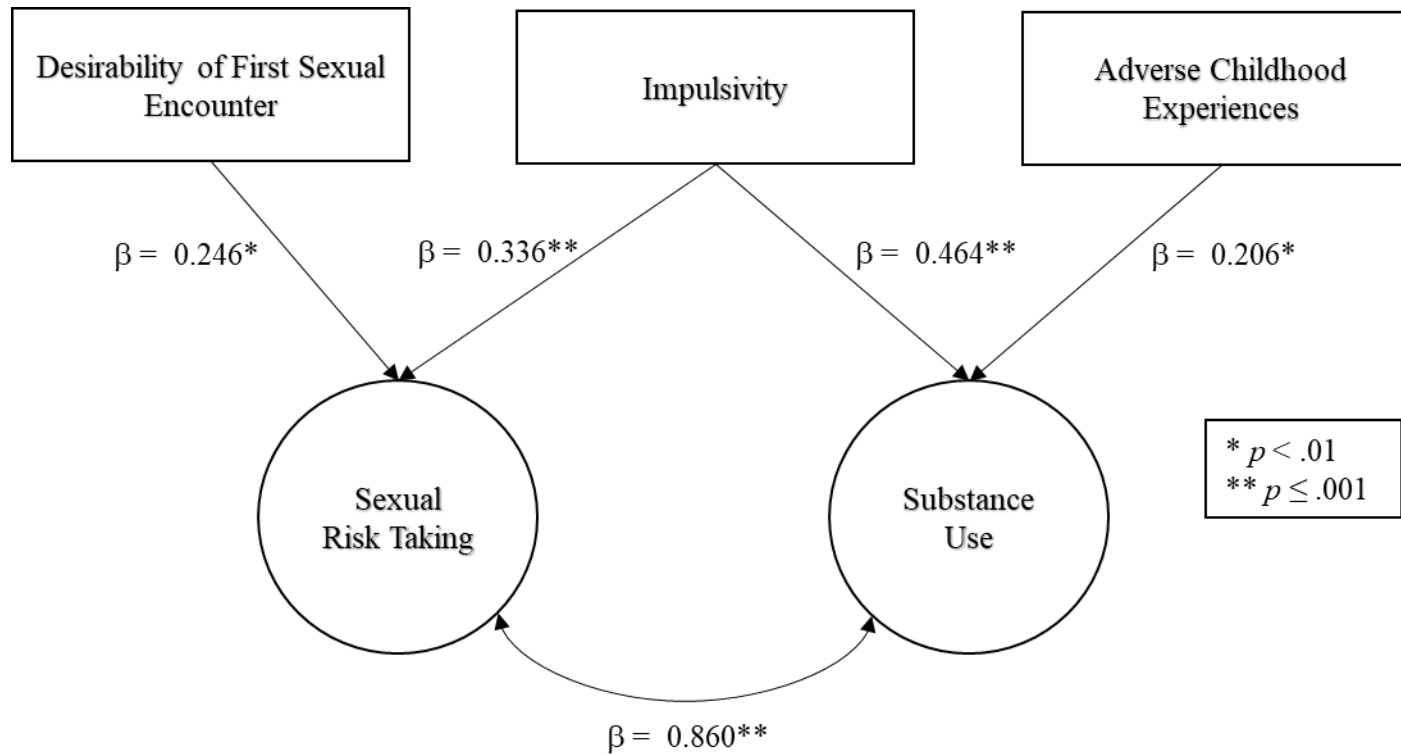 Desirability of First Sexual
Encounter
Impulsivity
Adverse Childhood
Experiences
β = 0.246*
β = 0.336**
β = 0.464**
β = 0.206*
Sexual
Risk Taking
Substance
Use
* p < .01
** p ≤ .001
β = 0.860**